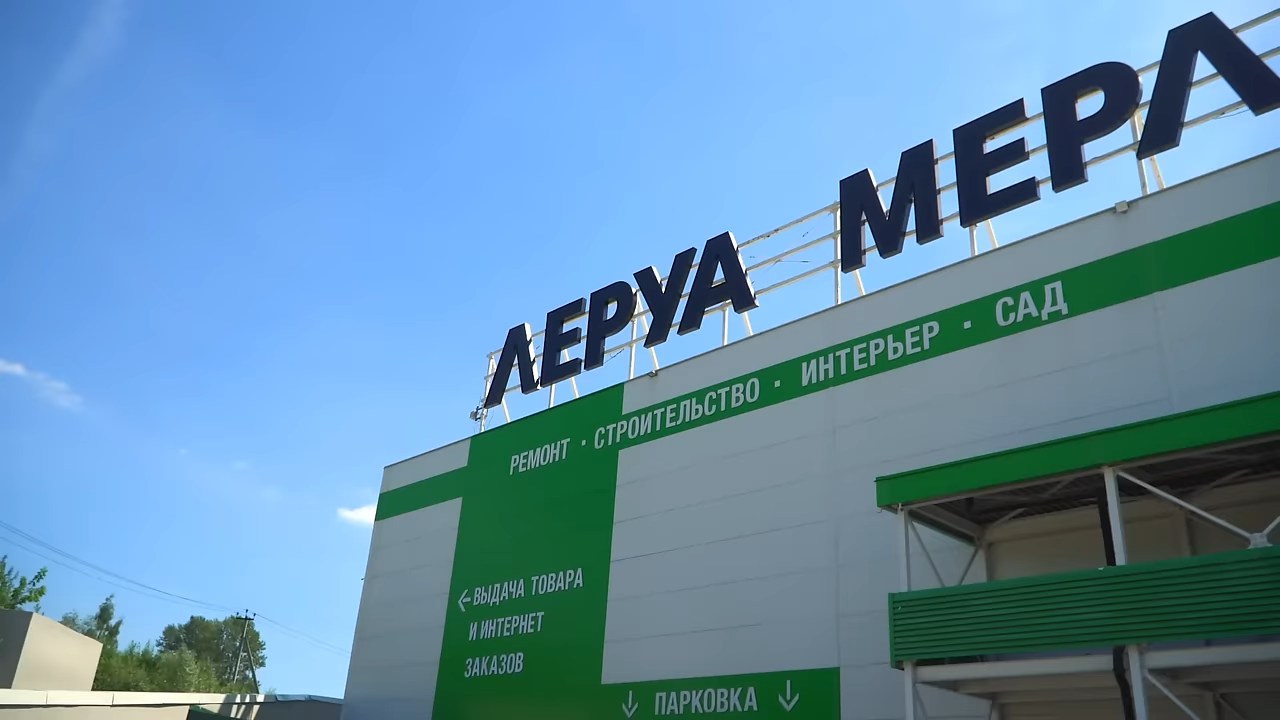 ЛЕРУА МЕРЛ
РЕМОНТ · СТРОИТЕЛЬСТВО · ИНТЕРЬЕР · САД
←ВЫДАЧА ТОВАРА
И ИНТЕРНЕТ
ЗАКАЗОВ
↓ ПАРКОВКА ↓